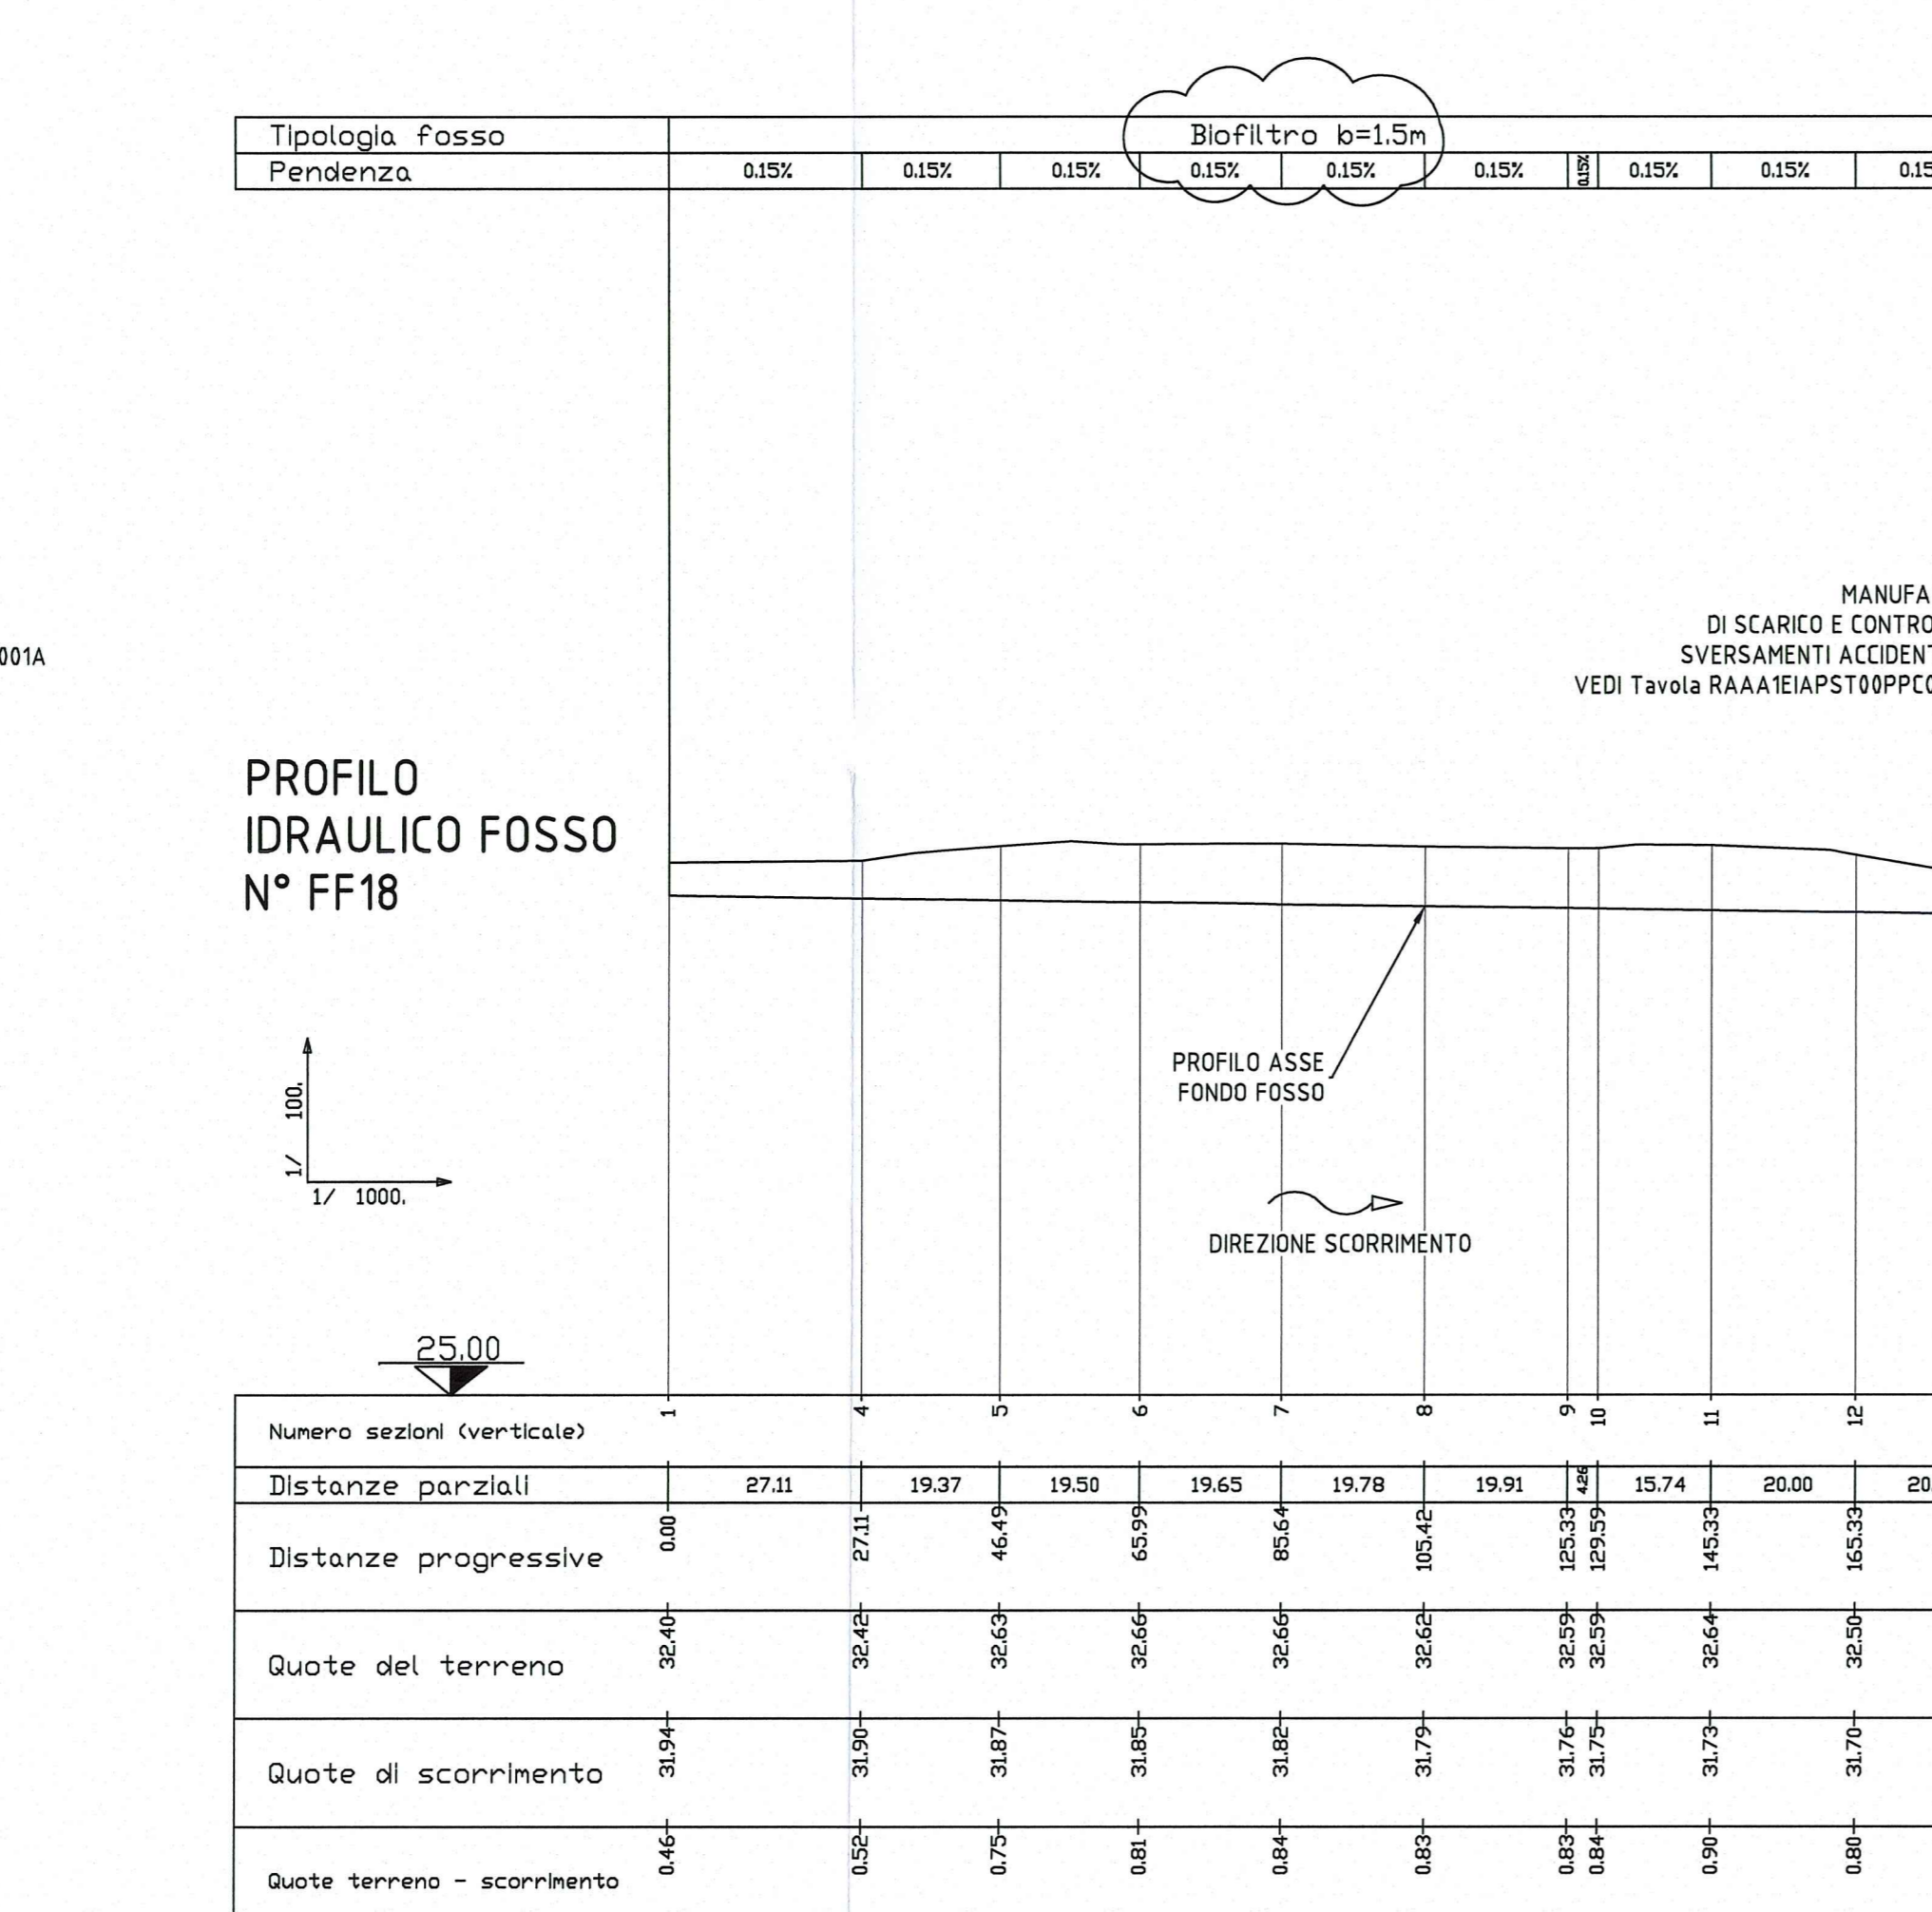 Tipologia fosso Biofiltro b=1.5m
Pendenza 0.15% 0.15% 0.15% 0.15% 0.15% 0.15% 0.15% 0.15% 0.15% 0.15
MANUFA
DI SCARICO E CONTRO
001A
SVERSAMENTI ACCIDENT
VEDI Tavola RAAA1EIAPST00PPC0
PROFILO
IDRAULICO FOSSO
N° FF18
PROFILO ASSE
FONDO FOSSO
1/ 100.
1/ 1000.
DIREZIONE SCORRIMENTO
25.00
Numero sezioni (verticale) 1 4 5 6 7 8 9 10 11 12
Distanze parziali 27.11 19.37 19.50 19.65 19.78 19.91 4.26 15.74 20.00 20.
Distanze progressive 0.00 27.11 46.49 65.99 85.64 105.42 125.33 129.59 145.33 165.33
Quote del terreno 32.40 32.42 32.63 32.66 32.66 32.62 32.59 32.59 32.64 32.50
Quote di scorrimento 31.94 31.90 31.87 31.85 31.82 31.79 31.76 31.75 31.73 31.70
Quote terreno - scorrimento 0.46 0.52 0.75 0.81 0.84 0.83 0.83 0.84 0.90 0.80